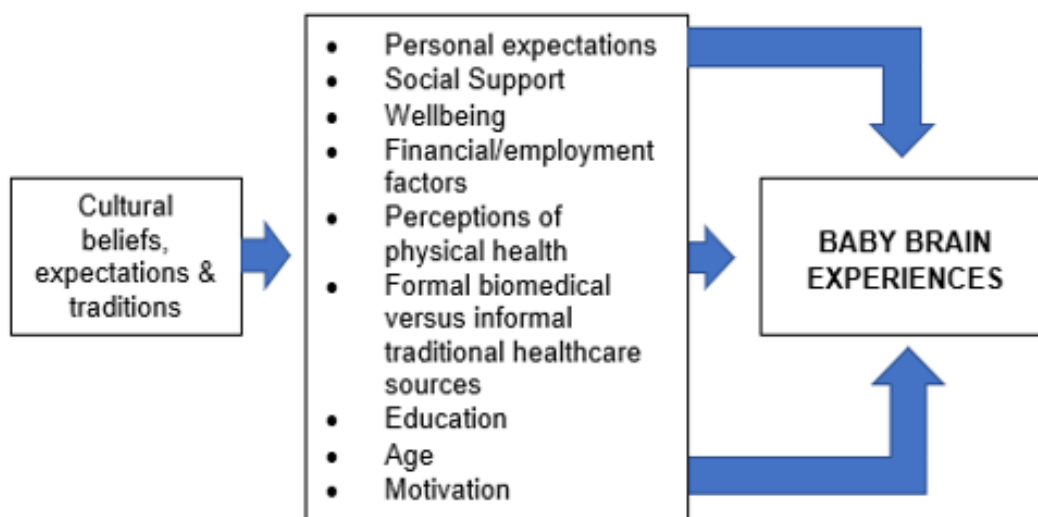 Cultural
beliefs,
expectations &
traditions
• Personal expectations
• Social Support
• Wellbeing
• Financial/employment
factors
• Perceptions of
physical health
• Formal biomedical
versus informal
traditional healthcare
sources
• Education
• Age
• Motivation
BABY BRAIN
EXPERIENCES